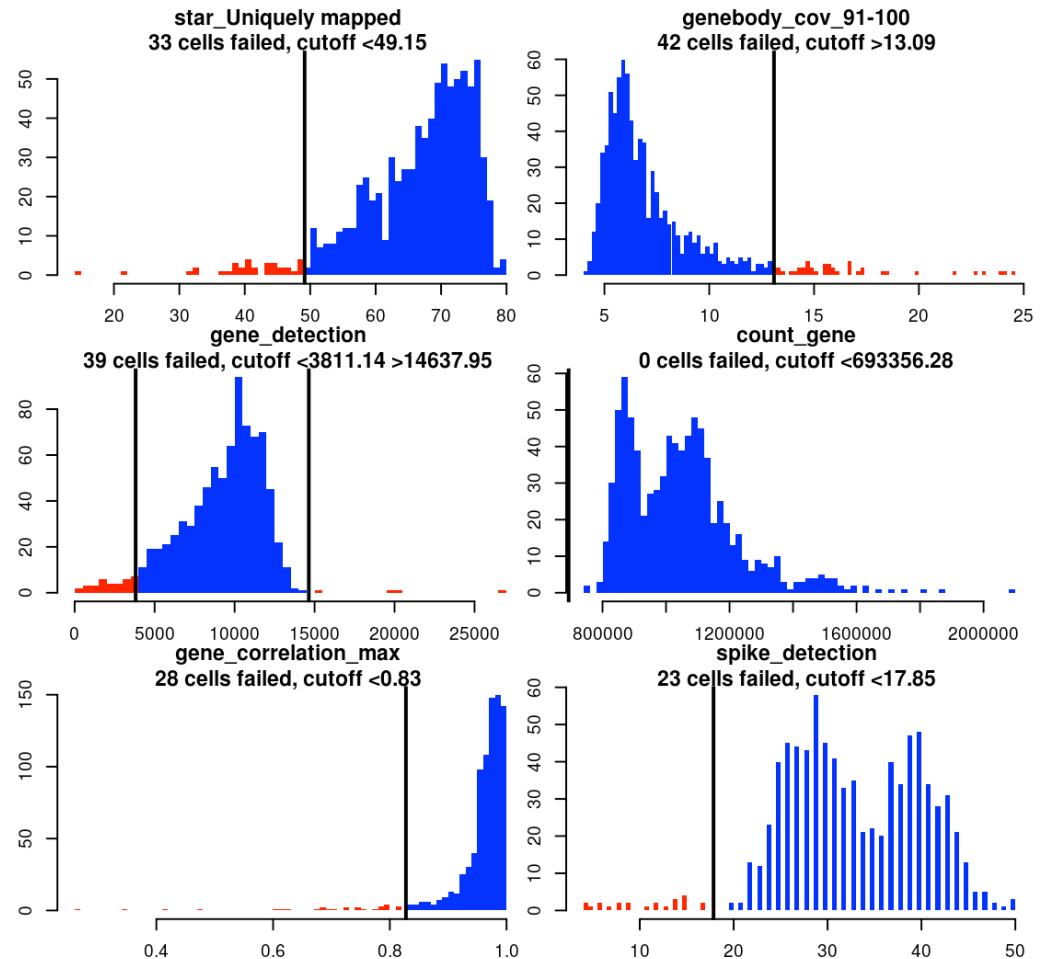 star_Uniquely mapped
33 cells failed, cutoff <49.15
0 10 20 30 40 50
20 30 40 50 60 70 80
genebody_cov_91-100
42 cells failed, cutoff >13.09
0 10 20 30 40 50 60
5 10 15 20 25
gene_detection
39 cells failed, cutoff <3811.14 >14637.95
0 20 40 60 80
0 5000 10000 15000 20000 25000
count_gene
0 cells failed, cutoff <693356.28
0 10 20 30 40 50 60
800000 1200000 1600000 2000000
gene_correlation_max
28 cells failed, cutoff <0.83
0 50 100 150
0.4 0.6 0.8 1.0
spike_detection
23 cells failed, cutoff <17.85
0 10 20 30 40 50 60
10 20 30 40 50